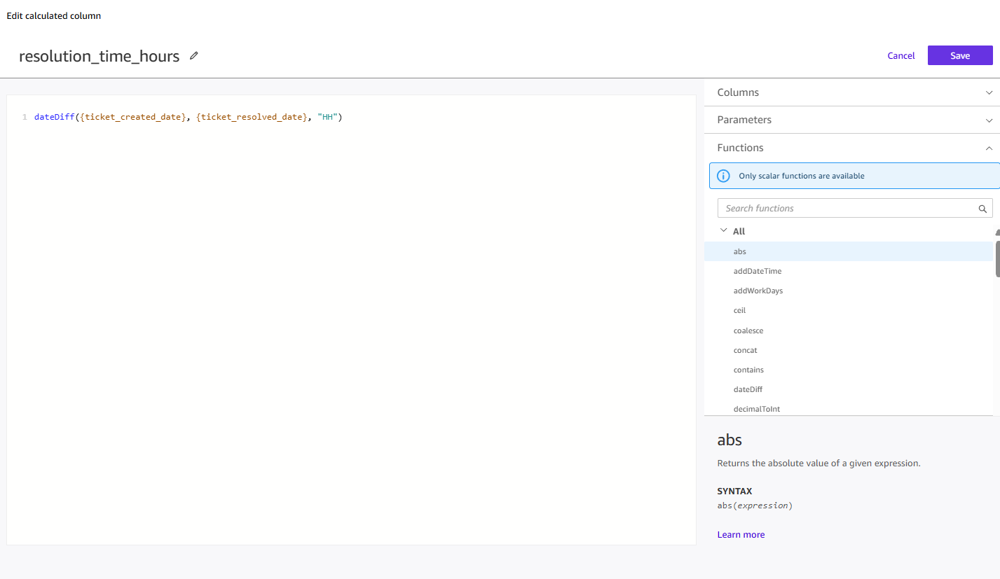 Edit calculated column
resolution_time_hours
Cancel
Save
1 dateDiff({ticket_created_date}, {ticket_resolved_date}, "HH")
Columns
Parameters
Functions
Only scalar functions are available
Search functions
All
abs
addDateTime
addWorkDays
ceil
coalesce
concat
contains
dateDiff
decimalToInt
abs
Returns the absolute value of a given expression.
SYNTAX
abs(expression)
Learn more